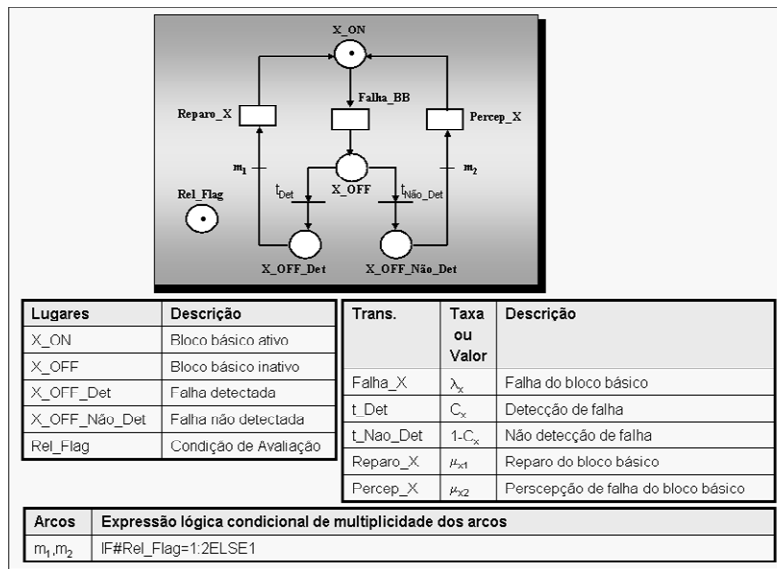 X_ON
Falha_BB
Reparo_X
Percep_X
m1
m2
X_OFF
Rel_Flag
tDet
tNão_Det
X_OFF_Det
X_OFF_Não_Det
Lugares Descrição
X_ON Bloco básico ativo
X_OFF Bloco básico inativo
X_OFF_Det Falha detectada
X_OFF_Não_Det Falha não detectada
Rel_Flag Condição de Avaliação
Trans. Taxa ou Valor Descrição
Falha_X λx Falha do bloco básico
t_Det Cx Detecção de falha
t_Nao_Det 1-Cx Não detecção de falha
Reparo_X μx1 Reparo do bloco básico
Percep_X μx2 Perscepção de falha do bloco básico
Arcos Expressão lógica condicional de multiplicidade dos arcos
m1,m2 IF#Rel_Flag=1:2ELSE1